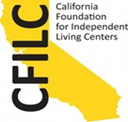 CFILC
California
Foundation
for Independent
Living Centers